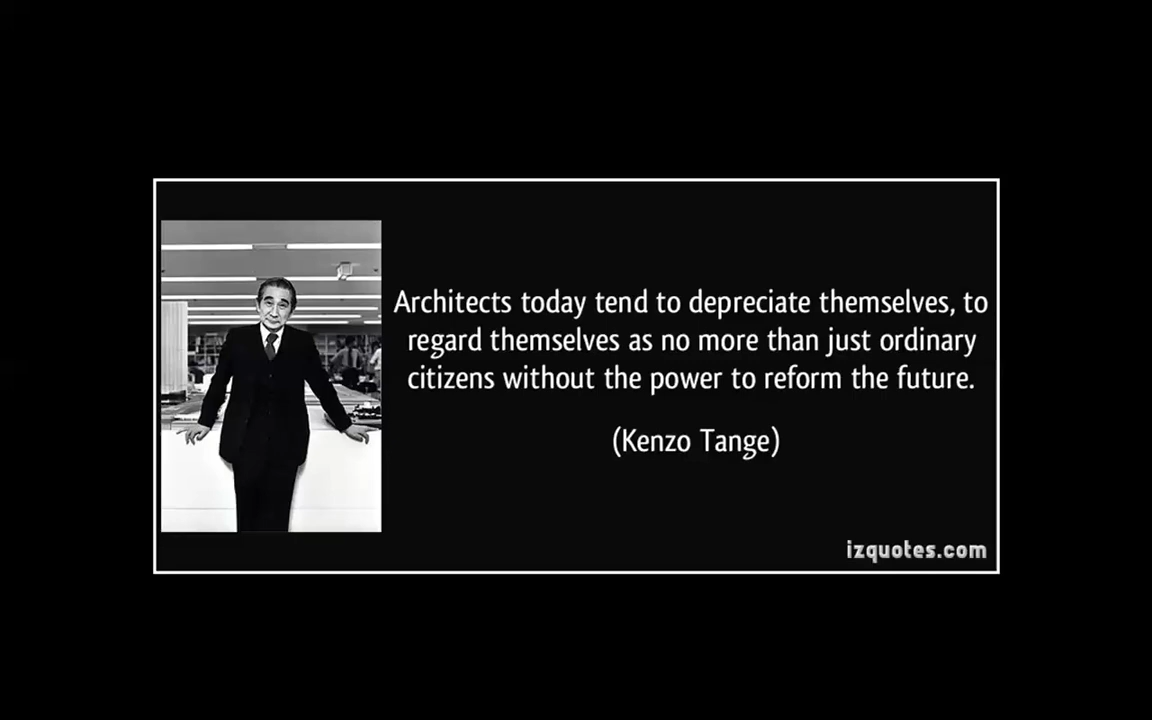 Architects today tend to depreciate themselves, to
regard themselves as no more than just ordinary
citizens without the power to reform the future.
(Kenzo Tange)
izquotes.com